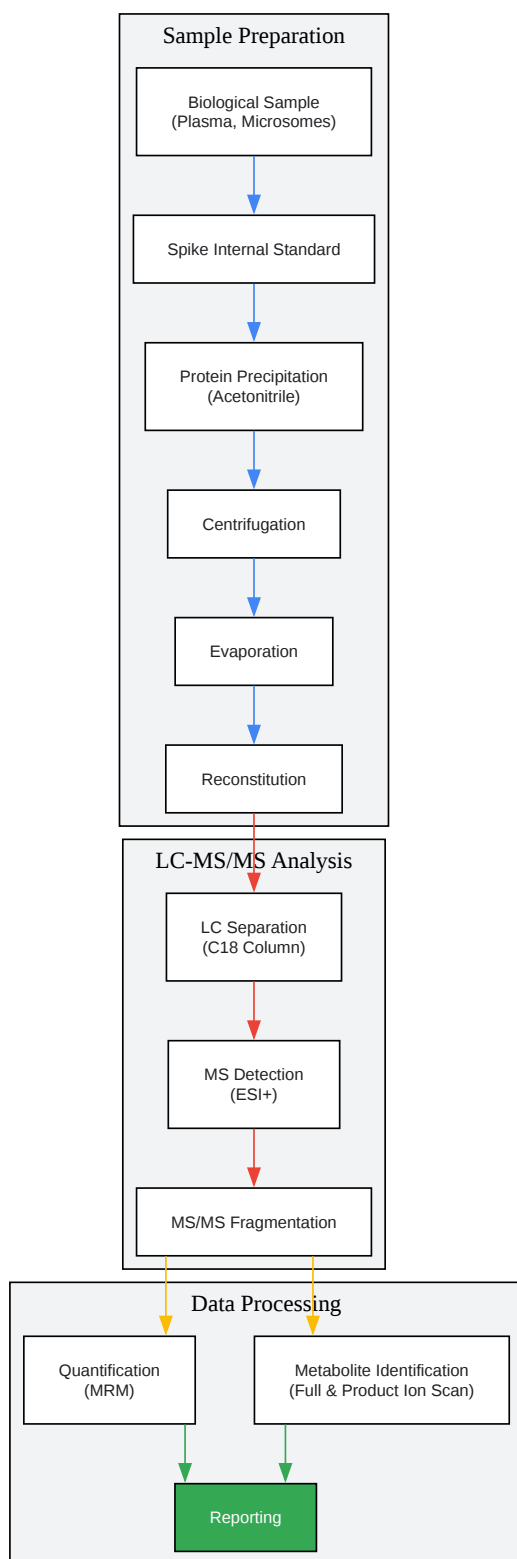 Sample Preparation
Biological Sample
(Plasma, Microsomes)
Spike Internal Standard
Protein Precipitation
(Acetonitrile)
Centrifugation
Evaporation
Reconstitution
LC-MS/MS Analysis
LC Separation
(C18 Column)
MS Detection
(ESI+)
MS/MS Fragmentation
Data Processing
Quantification
(MRM)
Metabolite Identification
(Full & Product Ion Scan)
Reporting